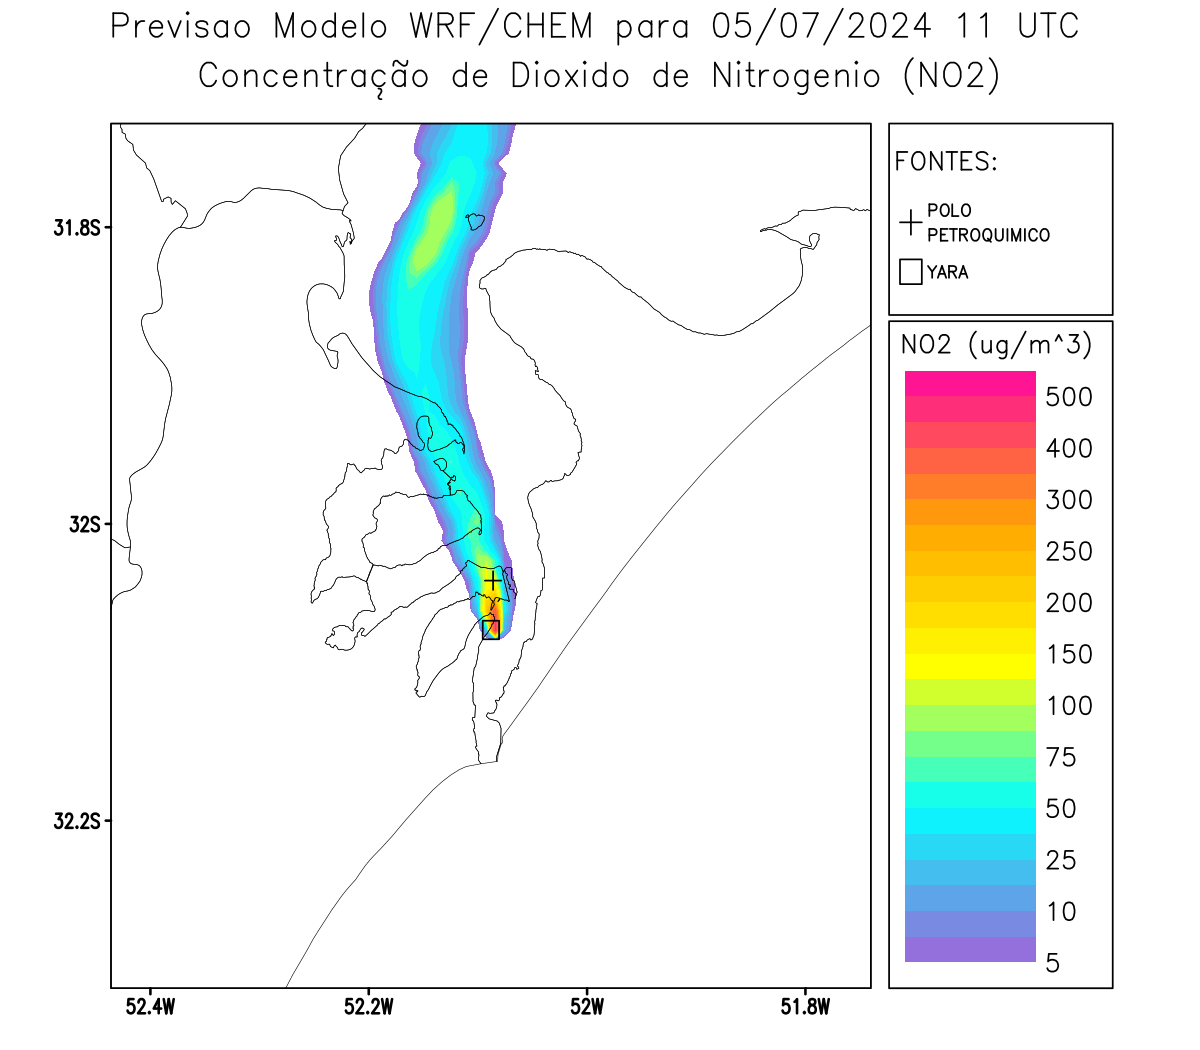 Previsao Modelo WRF/CHEM para 05/07/2024 11 UTC
Concentração de Dioxido de Nitrogenio (NO2)
FONTES:
POLO
PETROQUIMICO
YARA
NO2 (ug/m^3)
500
400
300
250
200
150
100
75
50
25
10
5
31.8S
32S
32.2S
52.4W
52.2W
52W
51.8W